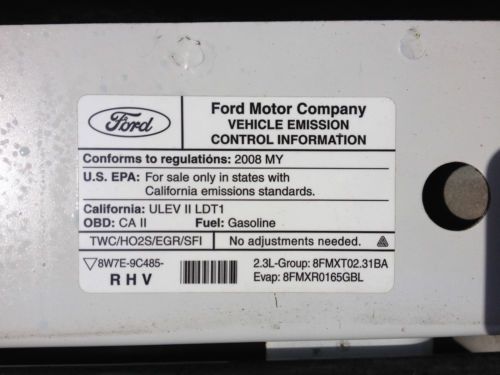 Ford
Ford Motor Company
VEHICLE EMISSION
CONTROL INFORMATION
Conforms to regulations: 2008 MY
U.S. EPA: For sale only in states with
California emissions standards.
California: ULEV II LDT1
OBD: CA II Fuel: Gasoline
TWC/HO2S/EGR/SFI No adjustments needed.
8W7E-9C485-
R H V
2.3L-Group: 8FMXT02.31BA
Evap: 8FMXR0165GBL